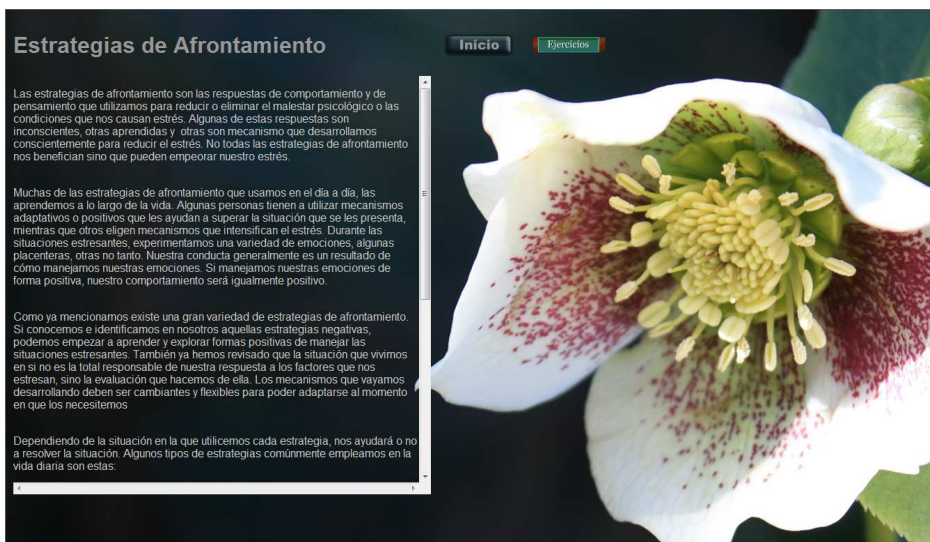 Estrategias de Afrontamiento
Inicio
Ejercicios
Las estrategias de afrontamiento son las respuestas de comportamiento y de
pensamiento que utilizamos para reducir o eliminar el malestar psicológico o las
condiciones que nos causan estrés. Algunas de estas respuestas son
inconscientes, otras aprendidas y otras son mecanismo que desarrollamos
conscientemente para reducir el estrés. No todas las estrategias de afrontamiento
nos benefician sino que pueden empeorar nuestro estrés.
Muchas de las estrategias de afrontamiento que usamos en el día a día, las
aprendemos a lo largo de la vida. Algunas personas tienen a utilizar mecanismos
adaptativos o positivos que les ayudan a superar la situación que se les presenta,
mientras que otros eligen mecanismos que intensifican el estrés. Durante las
situaciones estresantes, experimentamos una variedad de emociones, algunas
placenteras, otras no tanto. Nuestra conducta generalmente es un resultado de
cómo manejamos nuestras emociones. Si manejamos nuestras emociones de
forma positiva, nuestro comportamiento será igualmente positivo.
Como ya mencionamos existe una gran variedad de estrategias de afrontamiento.
Si conocemos e identificamos en nosotros aquellas estrategias negativas,
podemos empezar a aprender y explorar formas positivas de manejar las
situaciones estresantes. También ya hemos revisado que la situación que vivimos
en si no es la total responsable de nuestra respuesta a los factores que nos
estresan, sino la evaluación que hacemos de ella. Los mecanismos que vayamos
desarrollando deben ser cambiantes y flexibles para poder adaptarse al momento
en que los necesitemos
Dependiendo de la situación en la que utilicemos cada estrategia, nos ayudará o no
a resolver la situación. Algunos tipos de estrategias comúnmente empleamos en la
vida diaria son estas: